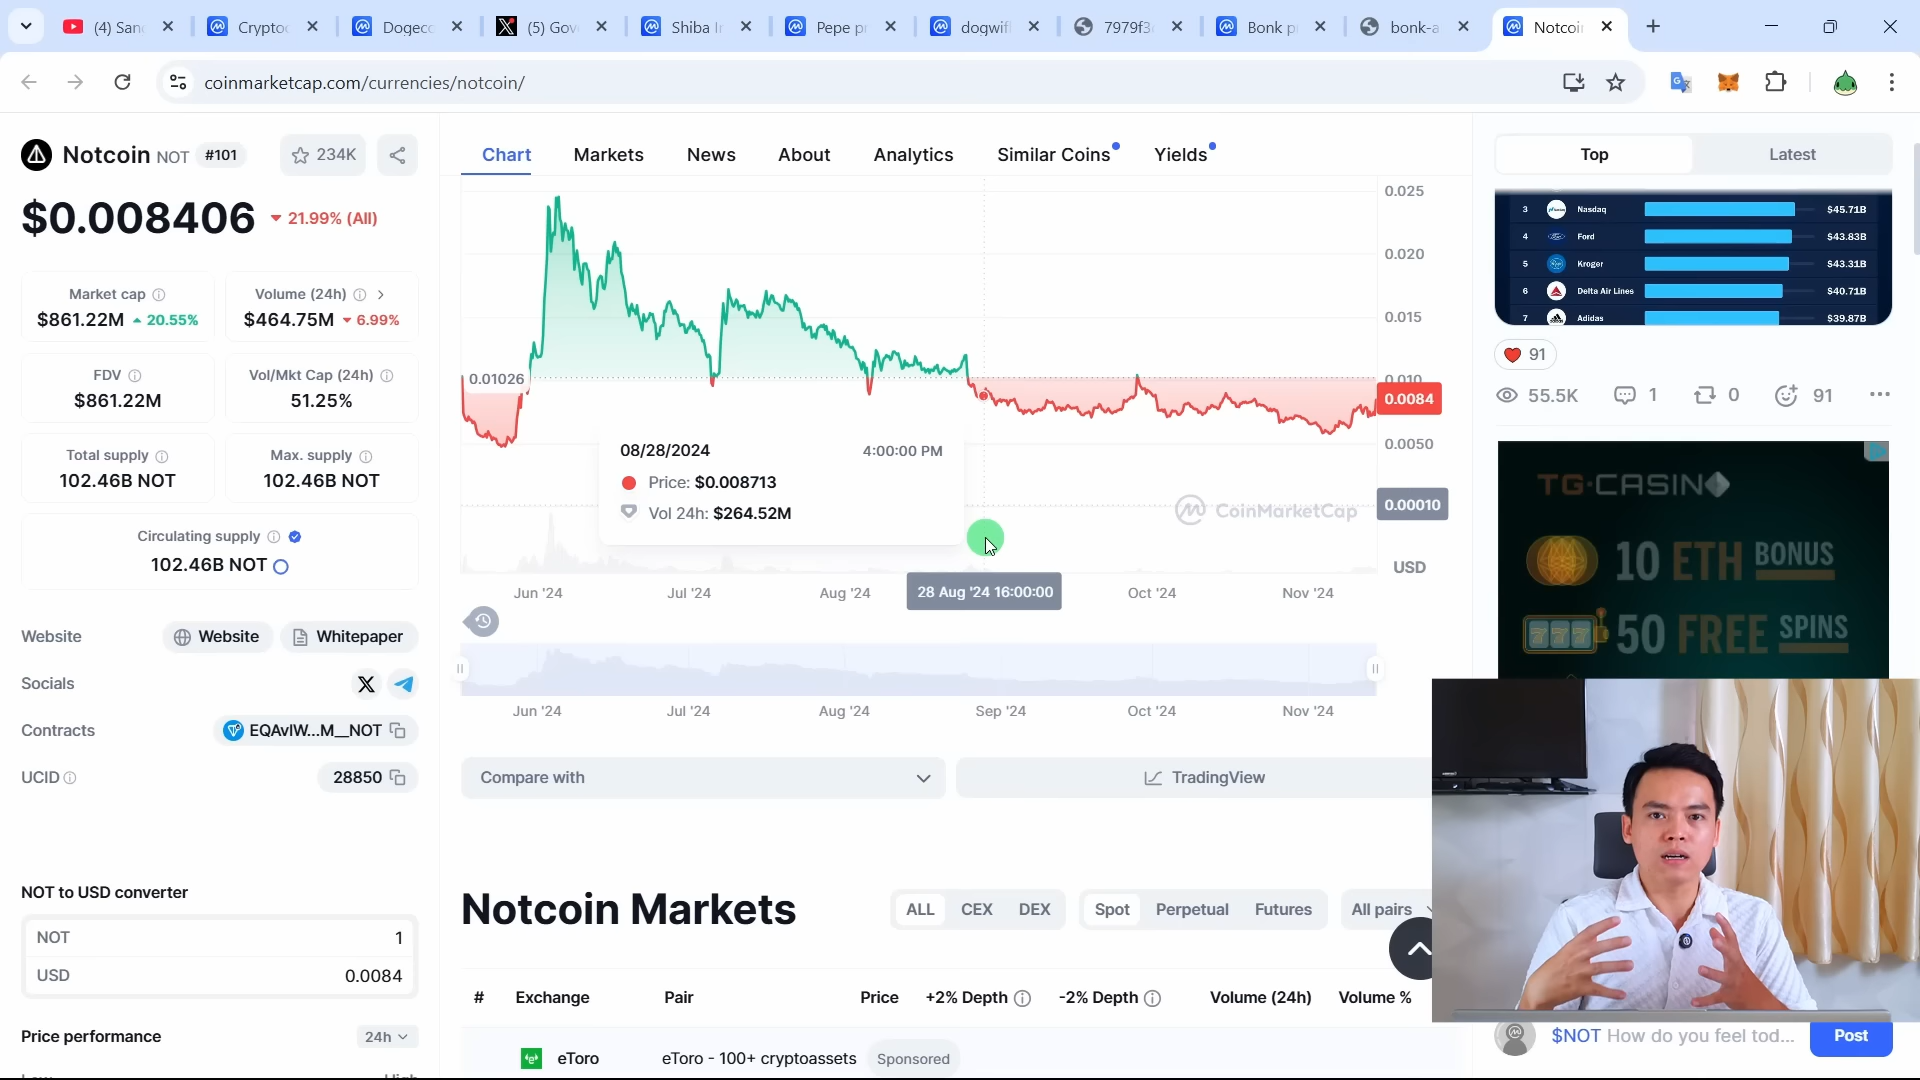 (4) Sanc
Crypto
Dogeco
(5) Gov
Shiba I
Pepe pr
dogwif
7979f3
Bonk p
bonk-a
Notcoi
coinmarketcap.com/currencies/notcoin/
Notcoin NOT #101
234K
$0.008406
21.99% (All)
Market cap
$861.22M 20.55%
Volume (24h)
$464.75M 6.99%
FDV
$861.22M
Vol/Mkt Cap (24h)
51.25%
Total supply
102.46B NOT
Max. supply
102.46B NOT
Circulating supply
102.46B NOT
Website
Website
Whitepaper
Socials
Contracts
EQAvlW...M__NOT
UCID
28850
NOT to USD converter
NOT 1
USD 0.0084
Price performance
24h
Low High
Chart Markets News About Analytics Similar Coins Yields
0.025
0.020
0.015
0.010
0.0084
0.0050
0.00010
0.01026
USD
08/28/2024 4:00:00 PM
Price: $0.008713
Vol 24h: $264.52M
CoinMarketCap
Jun '24 Jul '24 Aug '24 28 Aug '24 16:00:00 Oct '24 Nov '24
Jun '24 Jul '24 Aug '24 Sep '24 Oct '24 Nov '24
Compare with
TradingView
Notcoin Markets
ALL CEX DEX
Spot Perpetual Futures
All pairs
# Exchange Pair Price +2% Depth -2% Depth Volume (24h) Volume %
eToro eToro - 100+ cryptoassets Sponsored
Top Latest
3 Nasdaq $45.71B
4 Ford $43.83B
5 Kroger $43.31B
6 Delta Air Lines $40.71B
7 Adidas $39.87B
91
55.5K 1 0 91
TG.CASINO
10 ETH BONUS
777
50 FREE SPINS
$NOT How do you feel tod...
Post